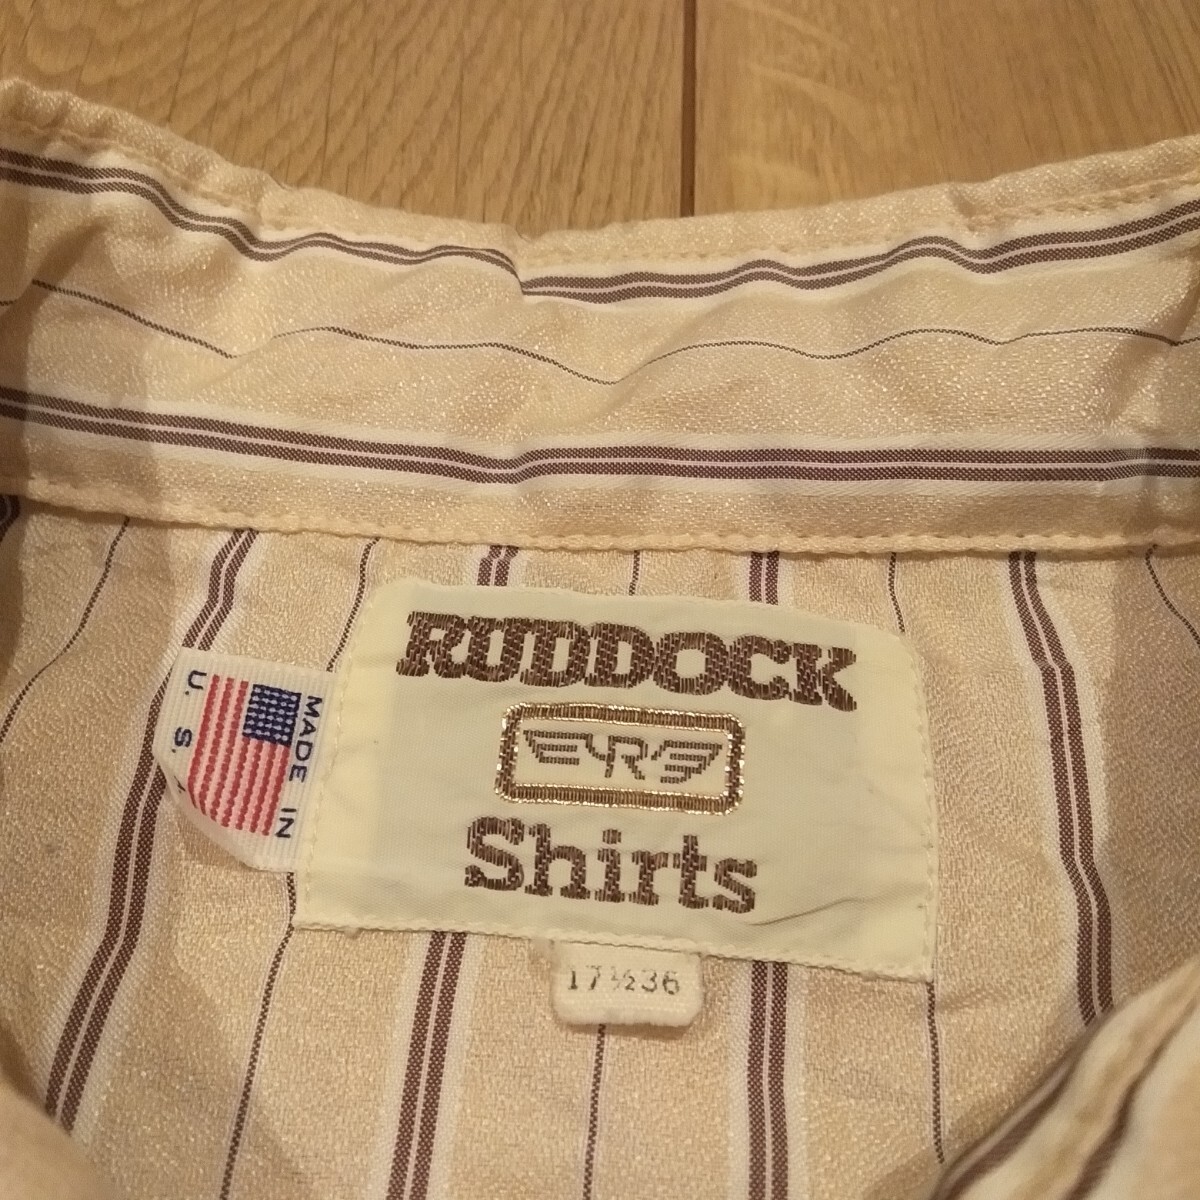 RUDDOCK
R
Shirts
17½36
MADE IN
U. S.